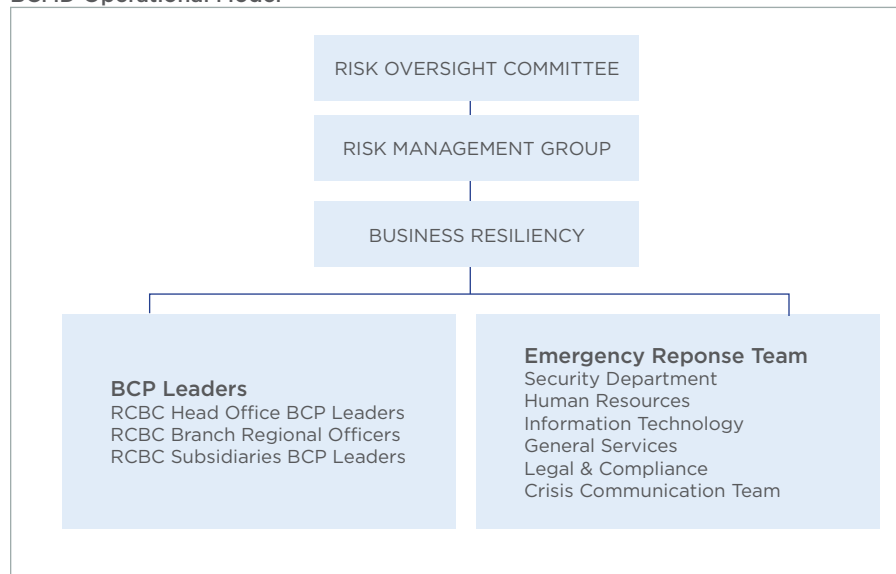 Operational Model
RISK OVERSIGHT COMMITTEE
RISK MANAGEMENT GROUP
BUSINESS RESILIENCY
BCP Leaders
RCBC Head Office BCP Leaders
RCBC Branch Regional Officers
RCBC Subsidiaries BCP Leaders
Emergency Reponse Team
Security Department
Human Resources
Information Technology
General Services
Legal & Compliance
Crisis Communication Team